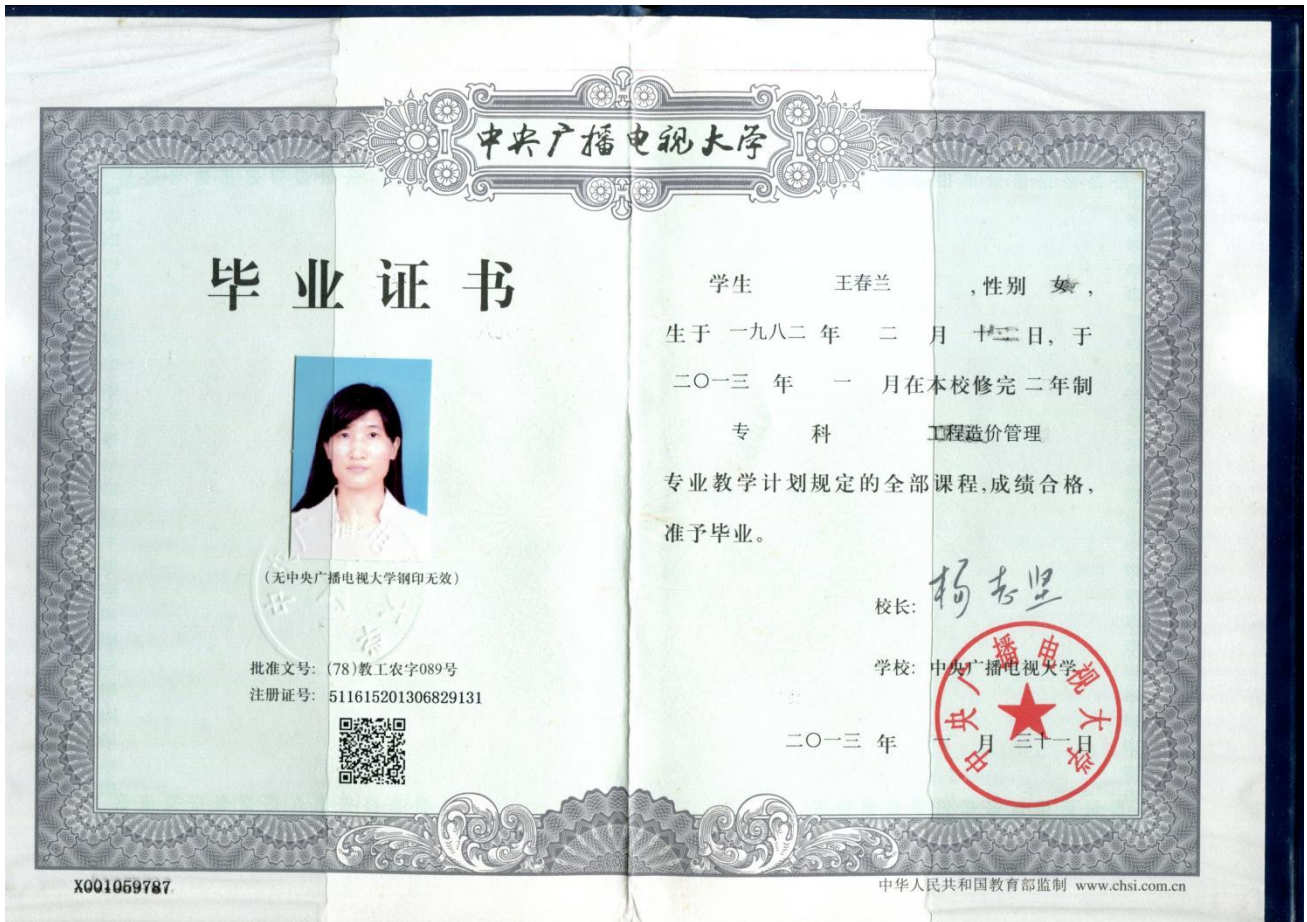 中央广播电视大学
毕业证书
(无中央广播电视大学钢印无效)
批准文号: (78)教工农字089号
注册证号: 511615201306829131
X001059787
学生 王春兰 ,性别 女 ,
生于 一九八二 年 二 月 日, 于
二〇一三 年 一 月在本校修完 二年制
专 科 工程造价管理
专业教学计划规定的全部课程,成绩合格,
准予毕业。
校长: 杨志坚
学校: 中央广播电视大学
二〇一三 年 一 月 三十一日
中央广播电视大学
中华人民共和国教育部监制 www.chsi.com.cn